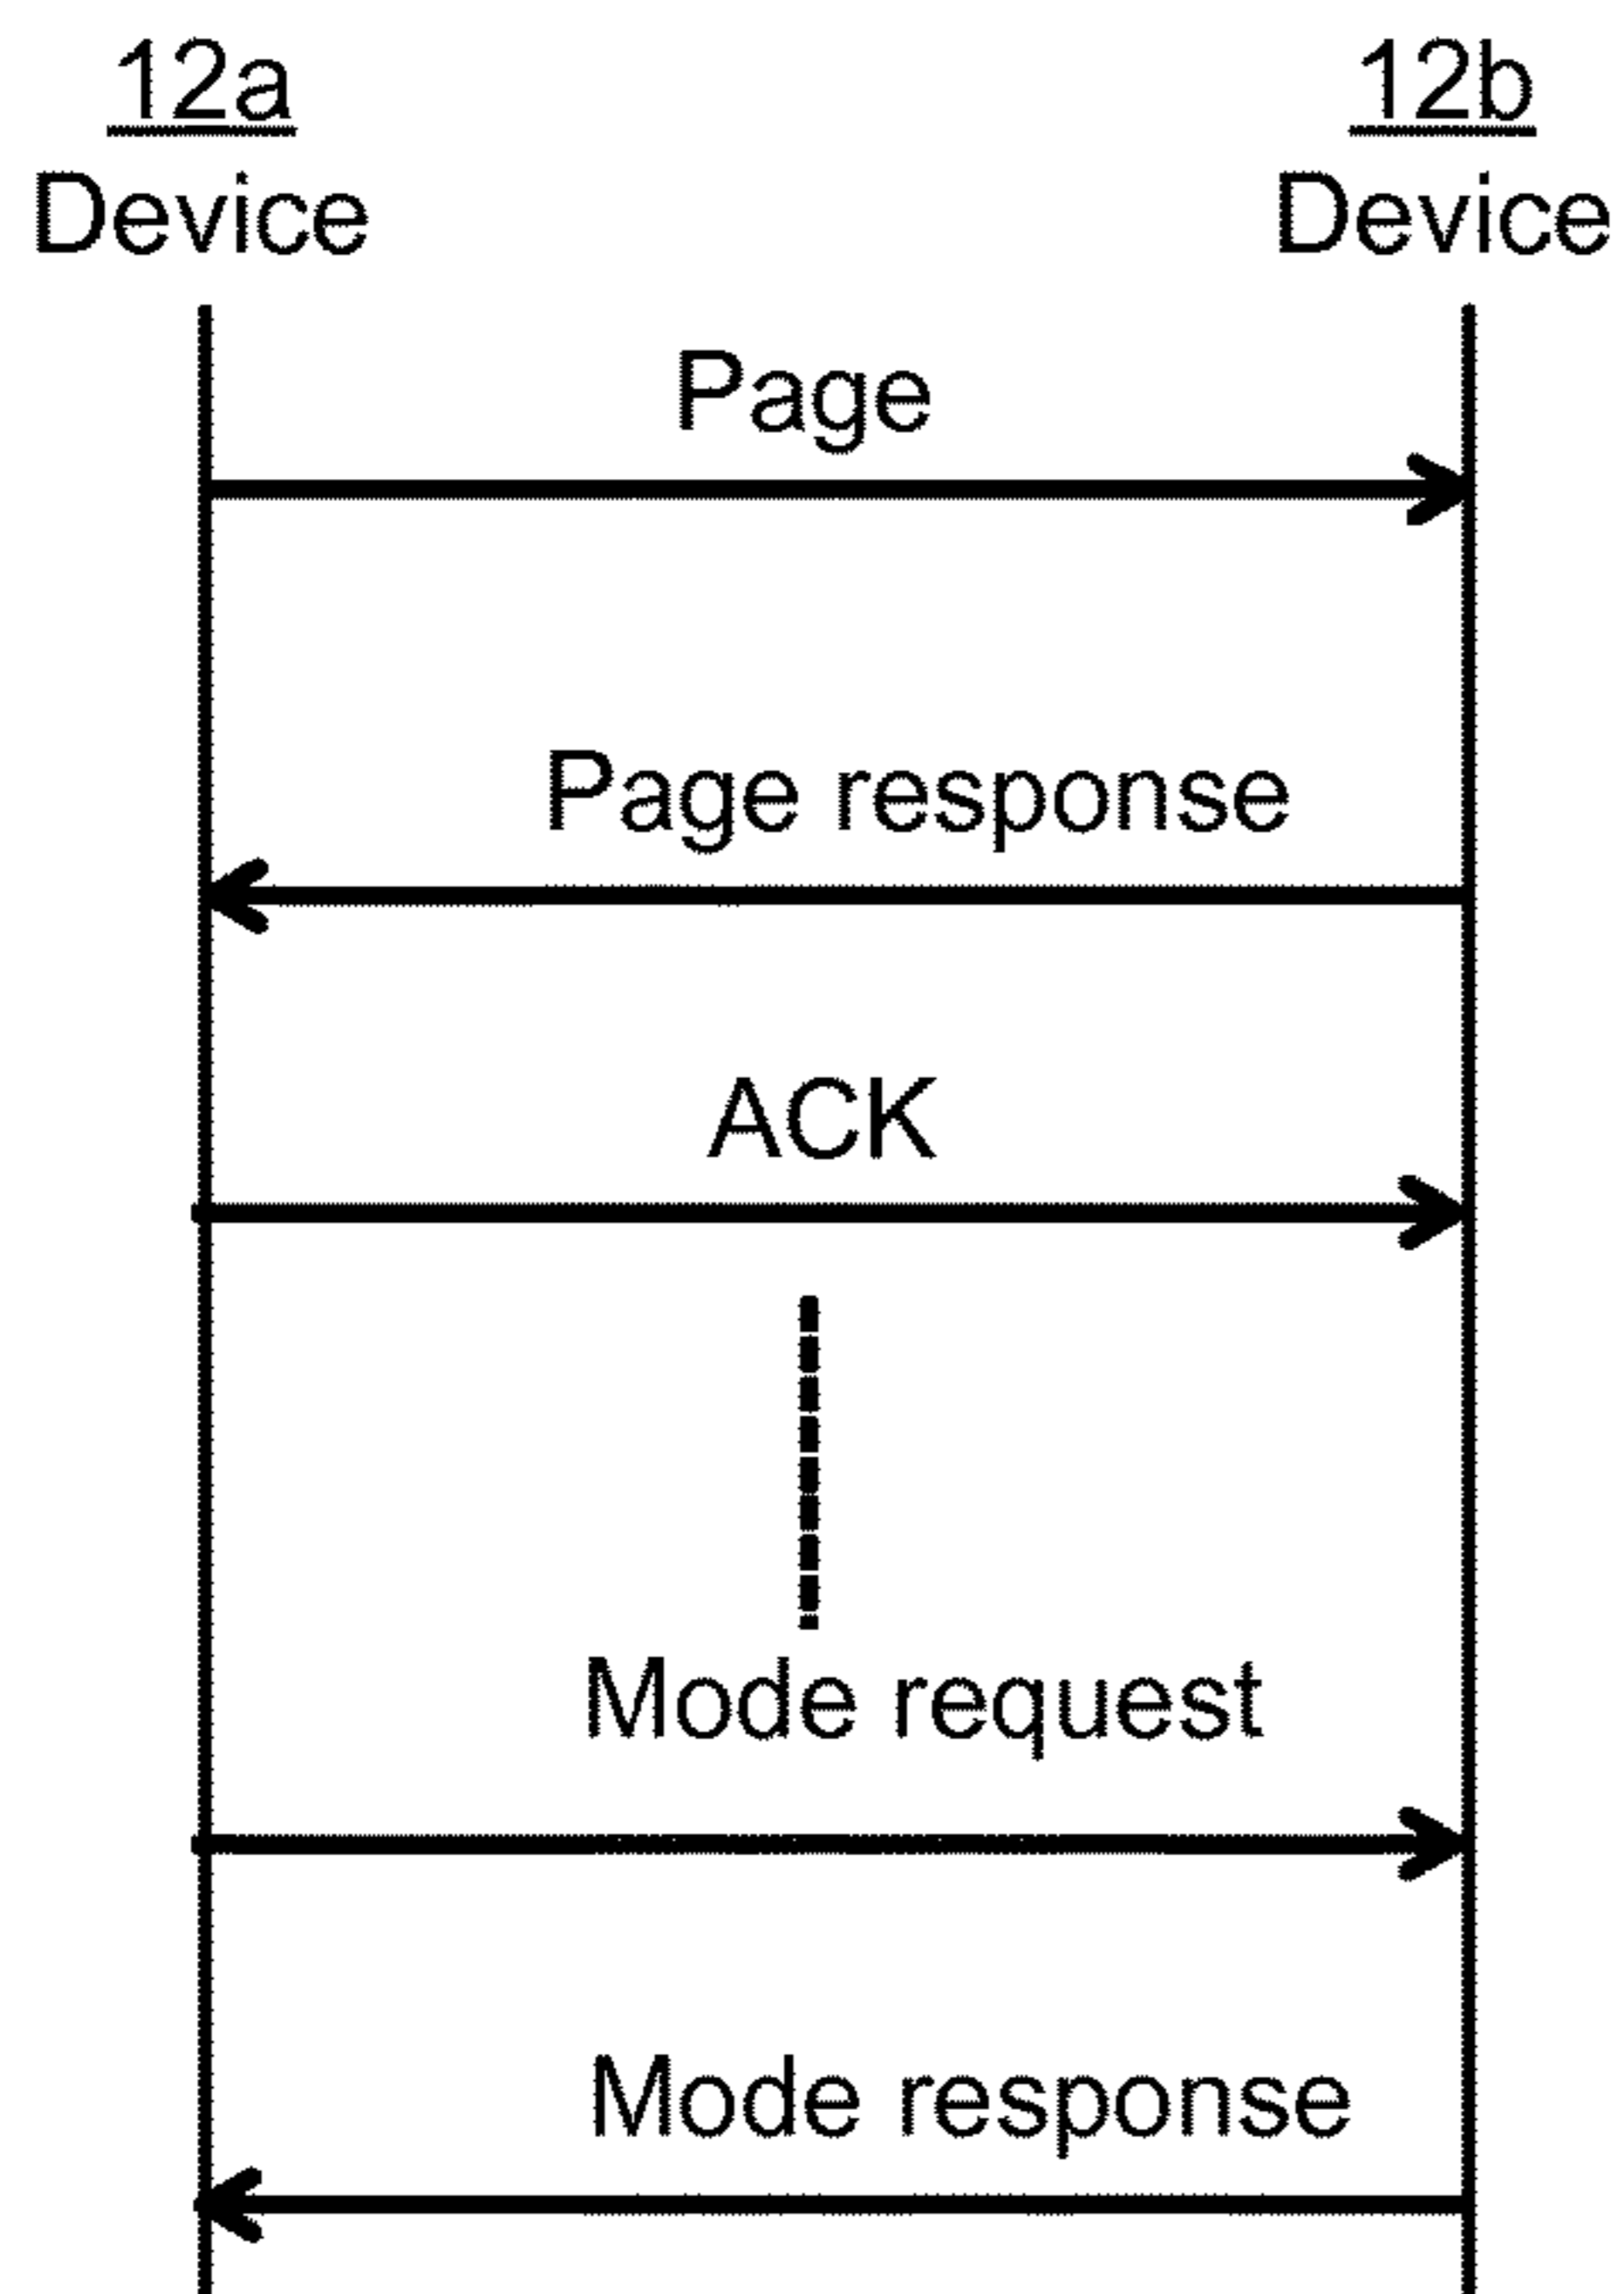 12a 12b
Device Device
Page
Page response
ACK
Mode request
Mode response